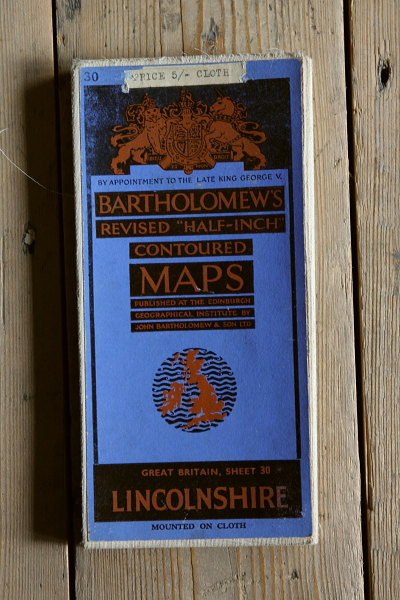 30
PRICE 5/- CLOTH
DROIT
BY APPOINTMENT TO THE LATE KING GEORGE V.
BARTHOLOMEW'S
REVISED "HALF-INCH"
CONTOURED
MAPS
PUBLISHED AT THE EDINBURGH
GEOGRAPHICAL INSTITUTE BY
JOHN BARTHOLOMEW & SON LTD
GREAT BRITAIN, SHEET 30
LINCOLNSHIRE
MOUNTED ON CLOTH